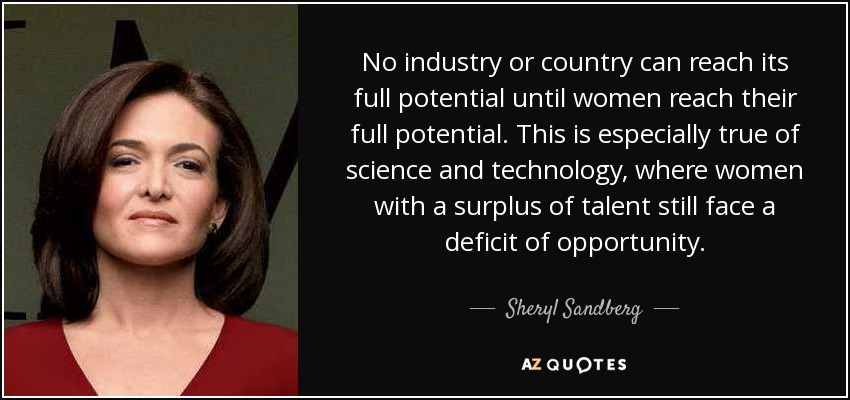 No industry or country can reach its
full potential until women reach their
full potential. This is especially true of
science and technology, where women
with a surplus of talent still face a
deficit of opportunity.
Sheryl Sandberg
AZ QUOTES